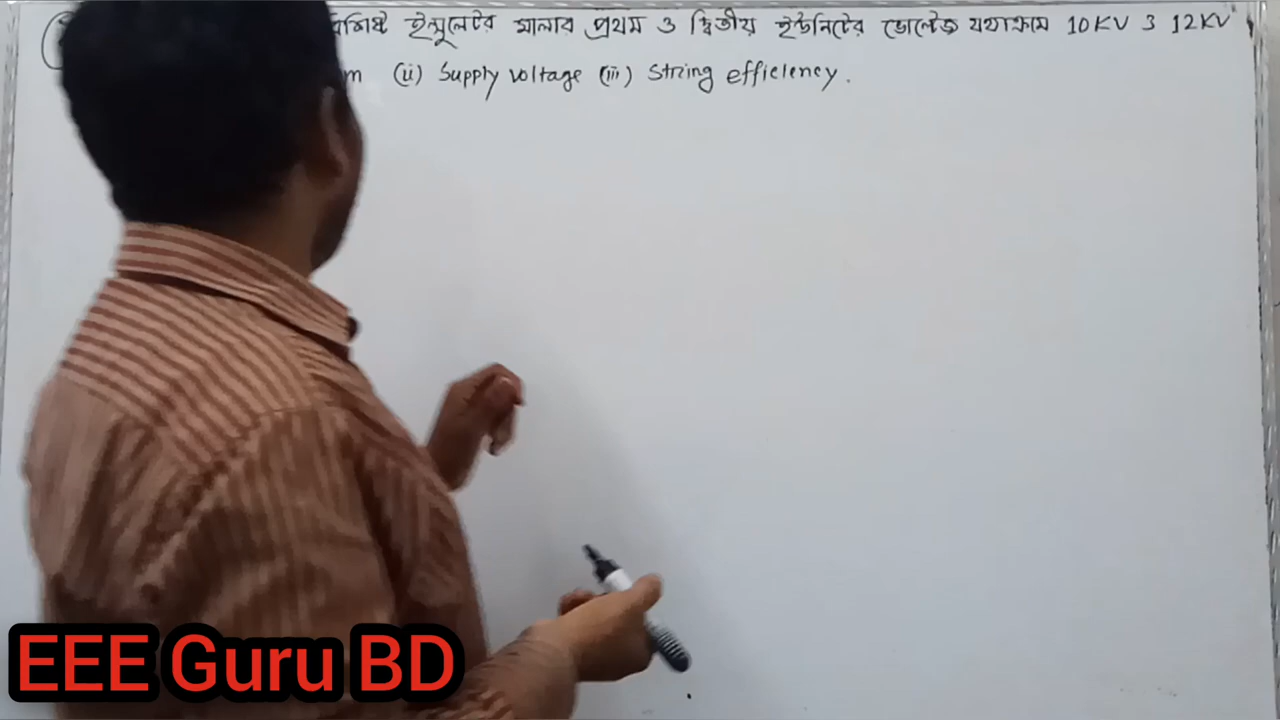 ইন্সুলেটর মালার প্রথম ও দ্বিতীয় ইউনিটের ভোল্টেজ যথাক্রমে 10KV ও 12KV
m (ii) Supply voltage (iii) String efficiency.
EEE Guru BD